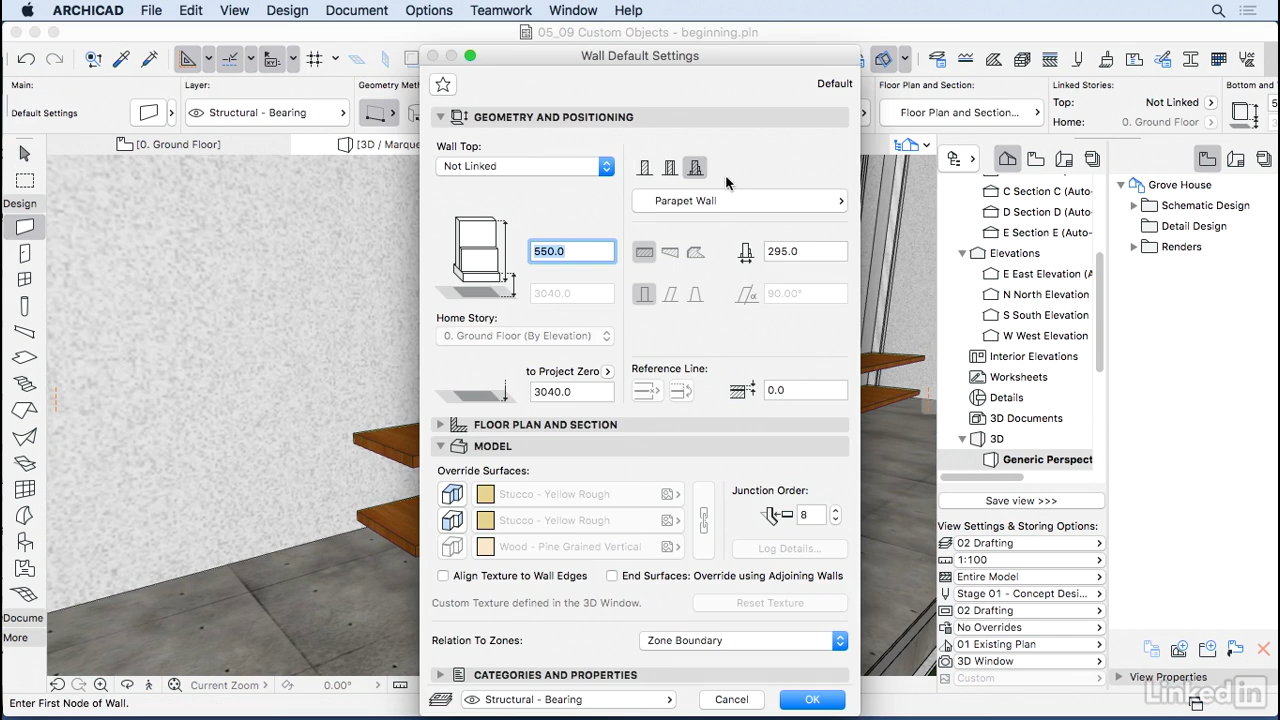 ARCHICAD File Edit View Design Document Options Teamwork Window Help
05_09 Custom Objects - beginning.pln
Wall Default Settings
Main:
Default Settings
Layer:
Structural - Bearing
Geometry Me
Floor Plan and Section:
Floor Plan and Section...
Linked Stories:
Top: Not Linked
Home: 0. Ground Floor
Bottom and
[0. Ground Floor]
[3D / Marque
Default
GEOMETRY AND POSITIONING
Wall Top:
Not Linked
Parapet Wall
550.0
295.0
3040.0
90.00°
Home Story:
0. Ground Floor (By Elevation)
to Project Zero
3040.0
Reference Line:
0.0
FLOOR PLAN AND SECTION
MODEL
Override Surfaces:
Stucco - Yellow Rough
Stucco - Yellow Rough
Wood - Pine Grained Vertical
Junction Order:
8
Log Details...
Align Texture to Wall Edges
End Surfaces: Override using Adjoining Walls
Custom Texture defined in the 3D Window.
Reset Texture
Relation To Zones:
Zone Boundary
CATEGORIES AND PROPERTIES
Structural - Bearing
Cancel
OK
Design
Docume
More
C Section C (Auto-
D Section D (Auto-
E Section E (Auto-
Elevations
E East Elevation (A
N North Elevation
S South Elevation
W West Elevation
Interior Elevations
Worksheets
Details
3D Documents
3D
Generic Perspect
Save view >>>
View Settings & Storing Options:
02 Drafting
1:100
Entire Model
Stage 01 - Concept Desi...
02 Drafting
No Overrides
01 Existing Plan
3D Window
Custom
Grove House
Schematic Design
Detail Design
Renders
View Properties
Current Zoom
0.00°
Enter First Node of Wall.
Linked in